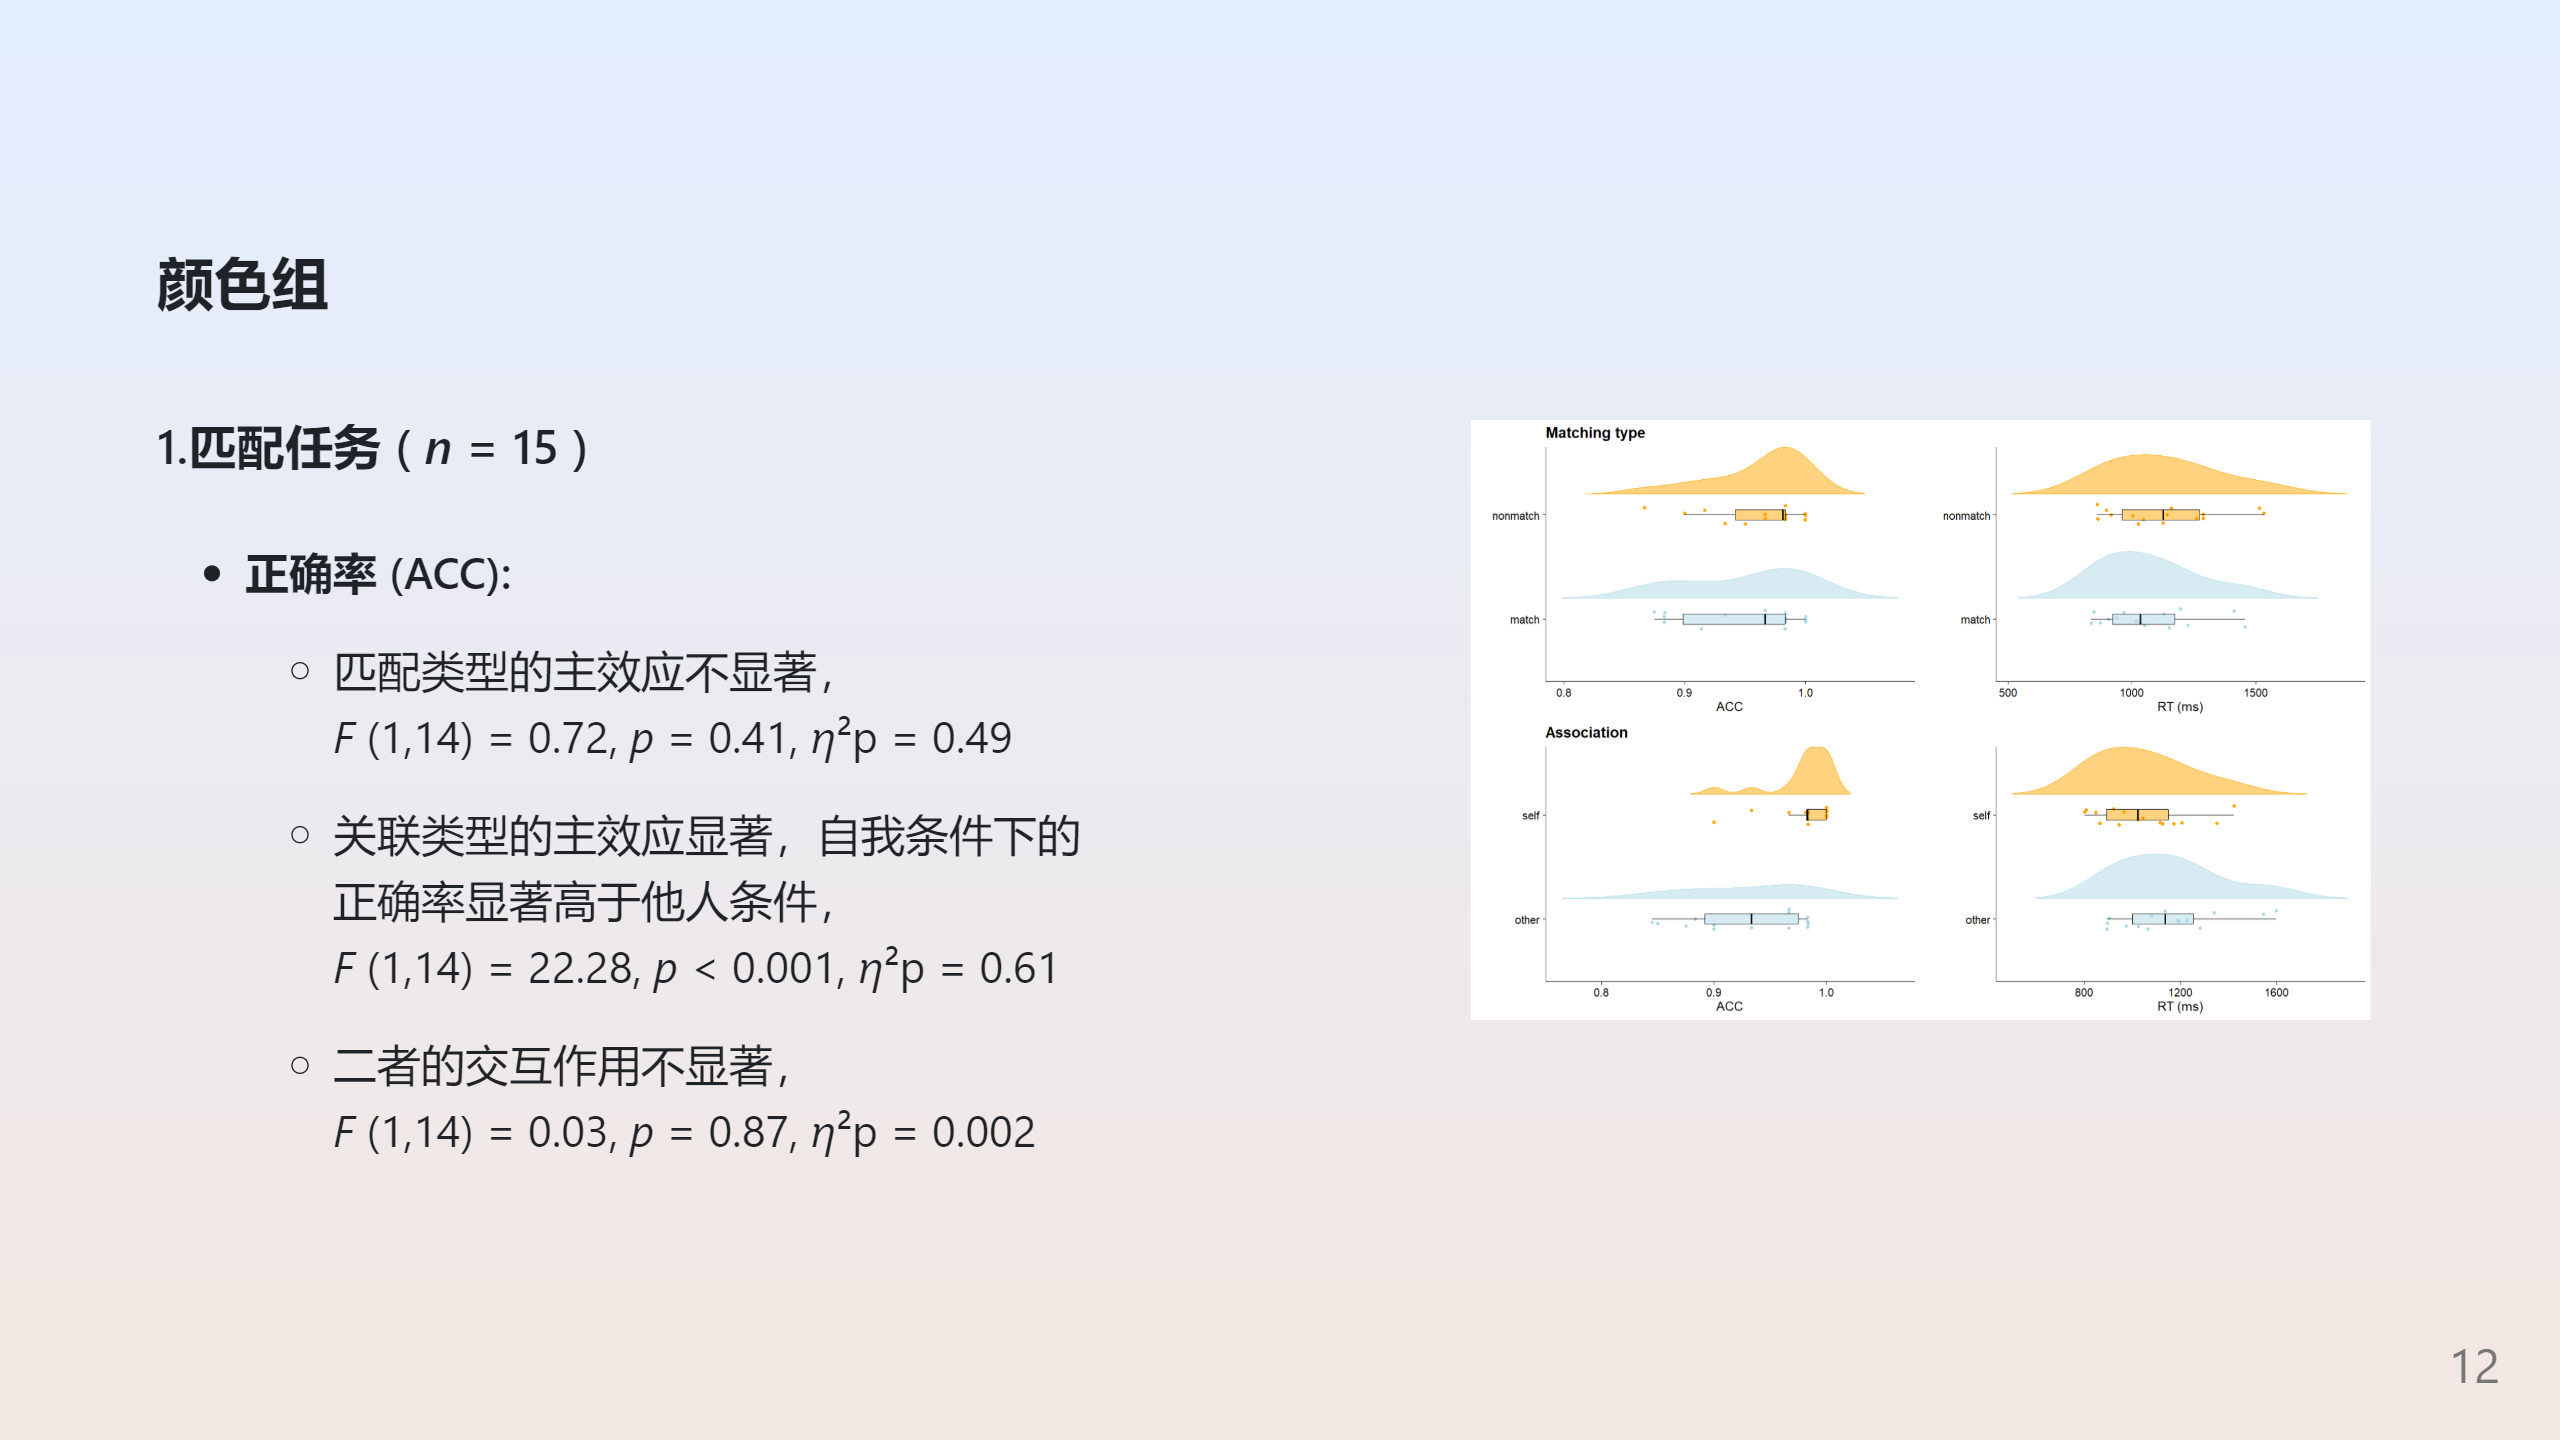 颜色组
1.匹配任务 ( n = 15 )
正确率 (ACC):
匹配类型的主效应不显著，
F (1,14) = 0.72, p = 0.41, η²p = 0.49
关联类型的主效应显著，自我条件下的
正确率显著高于他人条件，
F (1,14) = 22.28, p < 0.001, η²p = 0.61
二者的交互作用不显著，
F (1,14) = 0.03, p = 0.87, η²p = 0.002
Matching type
nonmatch
match
0.8 0.9 1.0
ACC
nonmatch
match
500 1000 1500
RT (ms)
Association
self
other
0.8 0.9 1.0
ACC
self
other
800 1200 1600
RT (ms)
12